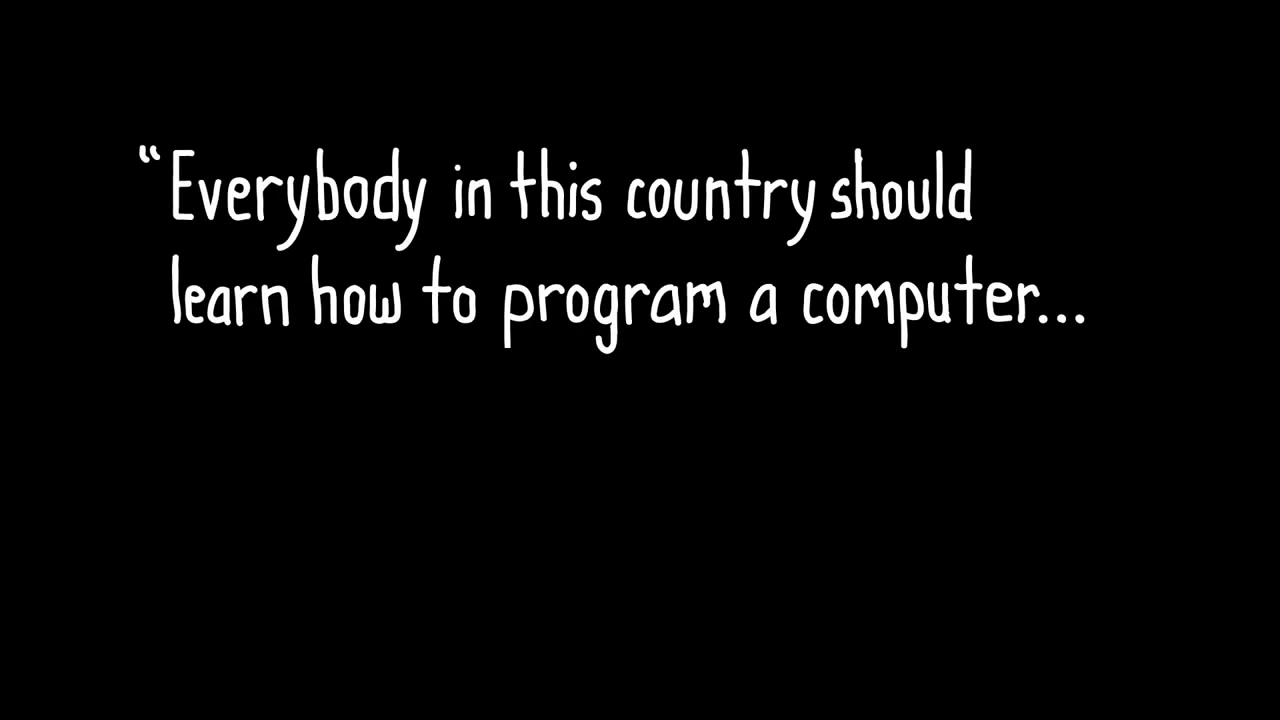 “Everybody in this country should
learn how to program a computer...